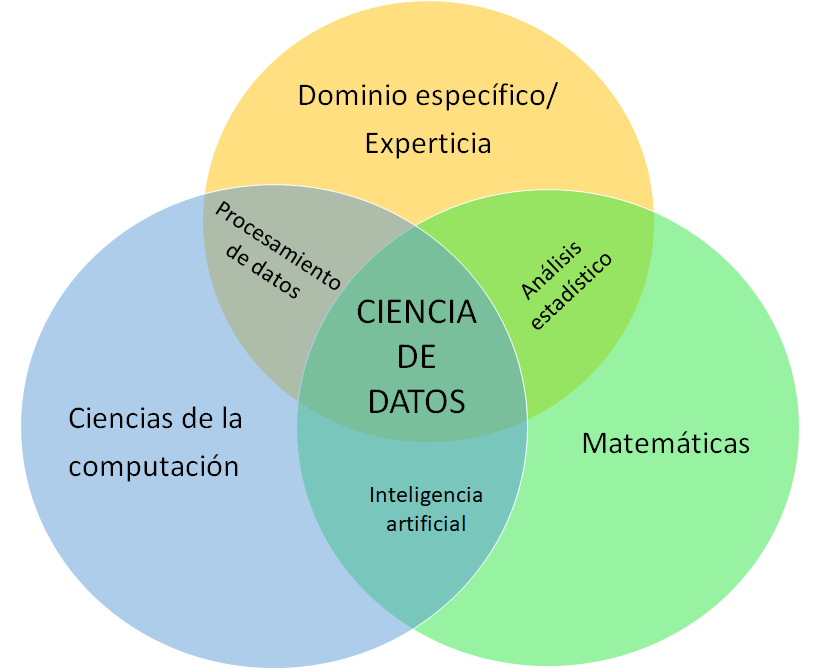 Dominio específico/
Experticia
Procesamiento
de datos
Análisis
estadístico
CIENCIA
DE
DATOS
Ciencias de la
computación
Matemáticas
Inteligencia
artificial